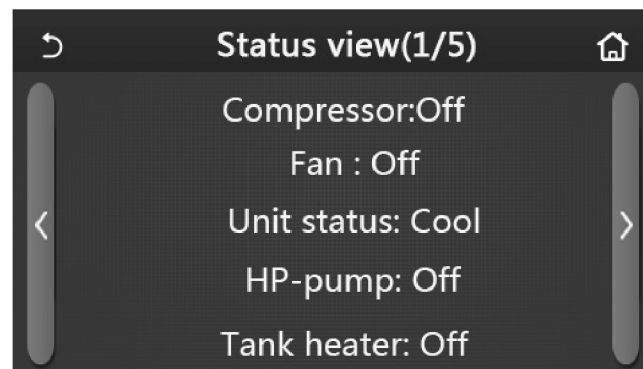 Status view(1/5)
Compressor:Off
Fan : Off
Unit status: Cool
HP-pump: Off
Tank heater: Off